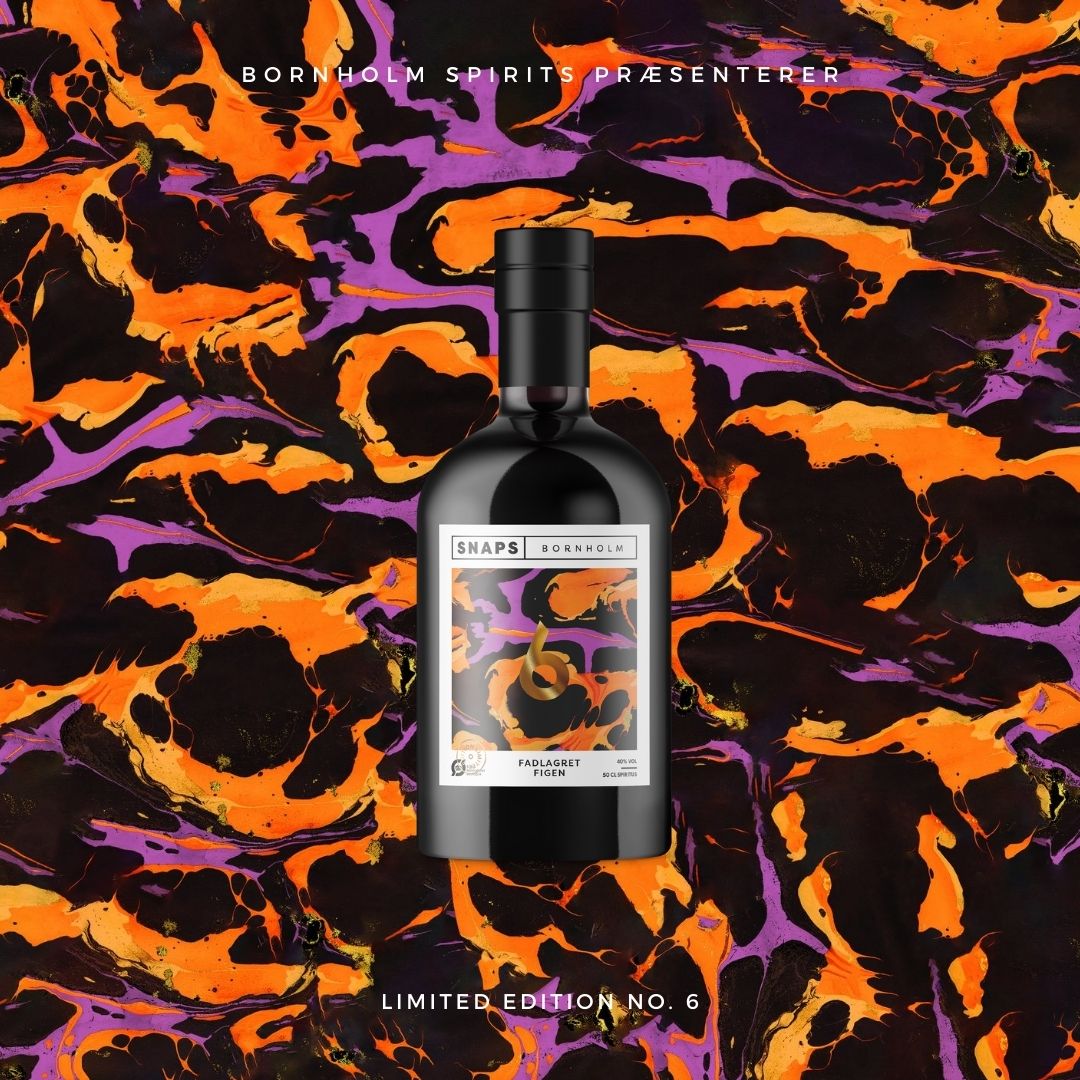 BORNHOLM SPIRITS PRÆSENTERER
SNAPS BORNHOLM
6
FADLAGRET
FIGEN
40% VOL
50 CL SPIRITUS
LIMITED EDITION NO. 6